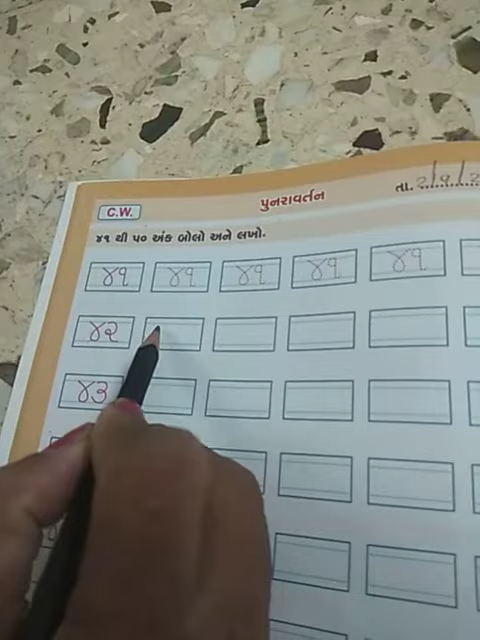 C.W.
પુનરાવર્તન
તા.
૪૧ થી ૫૦ અંક બોલો અને લખો.
૪૧ ૪૧ ૪૧ ૪૧ ૪૧
૪૨
૪૩